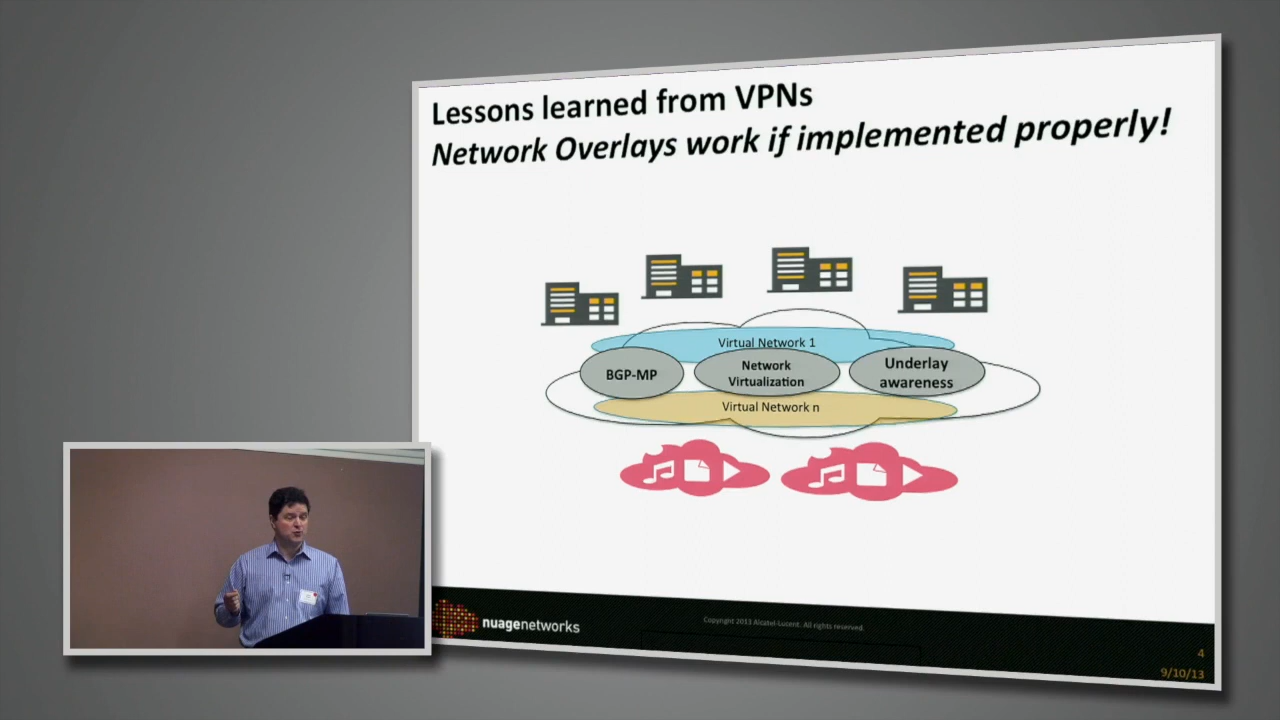 Lessons learned from VPNs
Network Overlays work if implemented properly!
Virtual Network 1
BGP-MP
Network
Virtualization
Underlay
awareness
Virtual Network n
nuagenetworks
Copyright 2013 Alcatel-Lucent. All rights reserved.
4
9/10/13